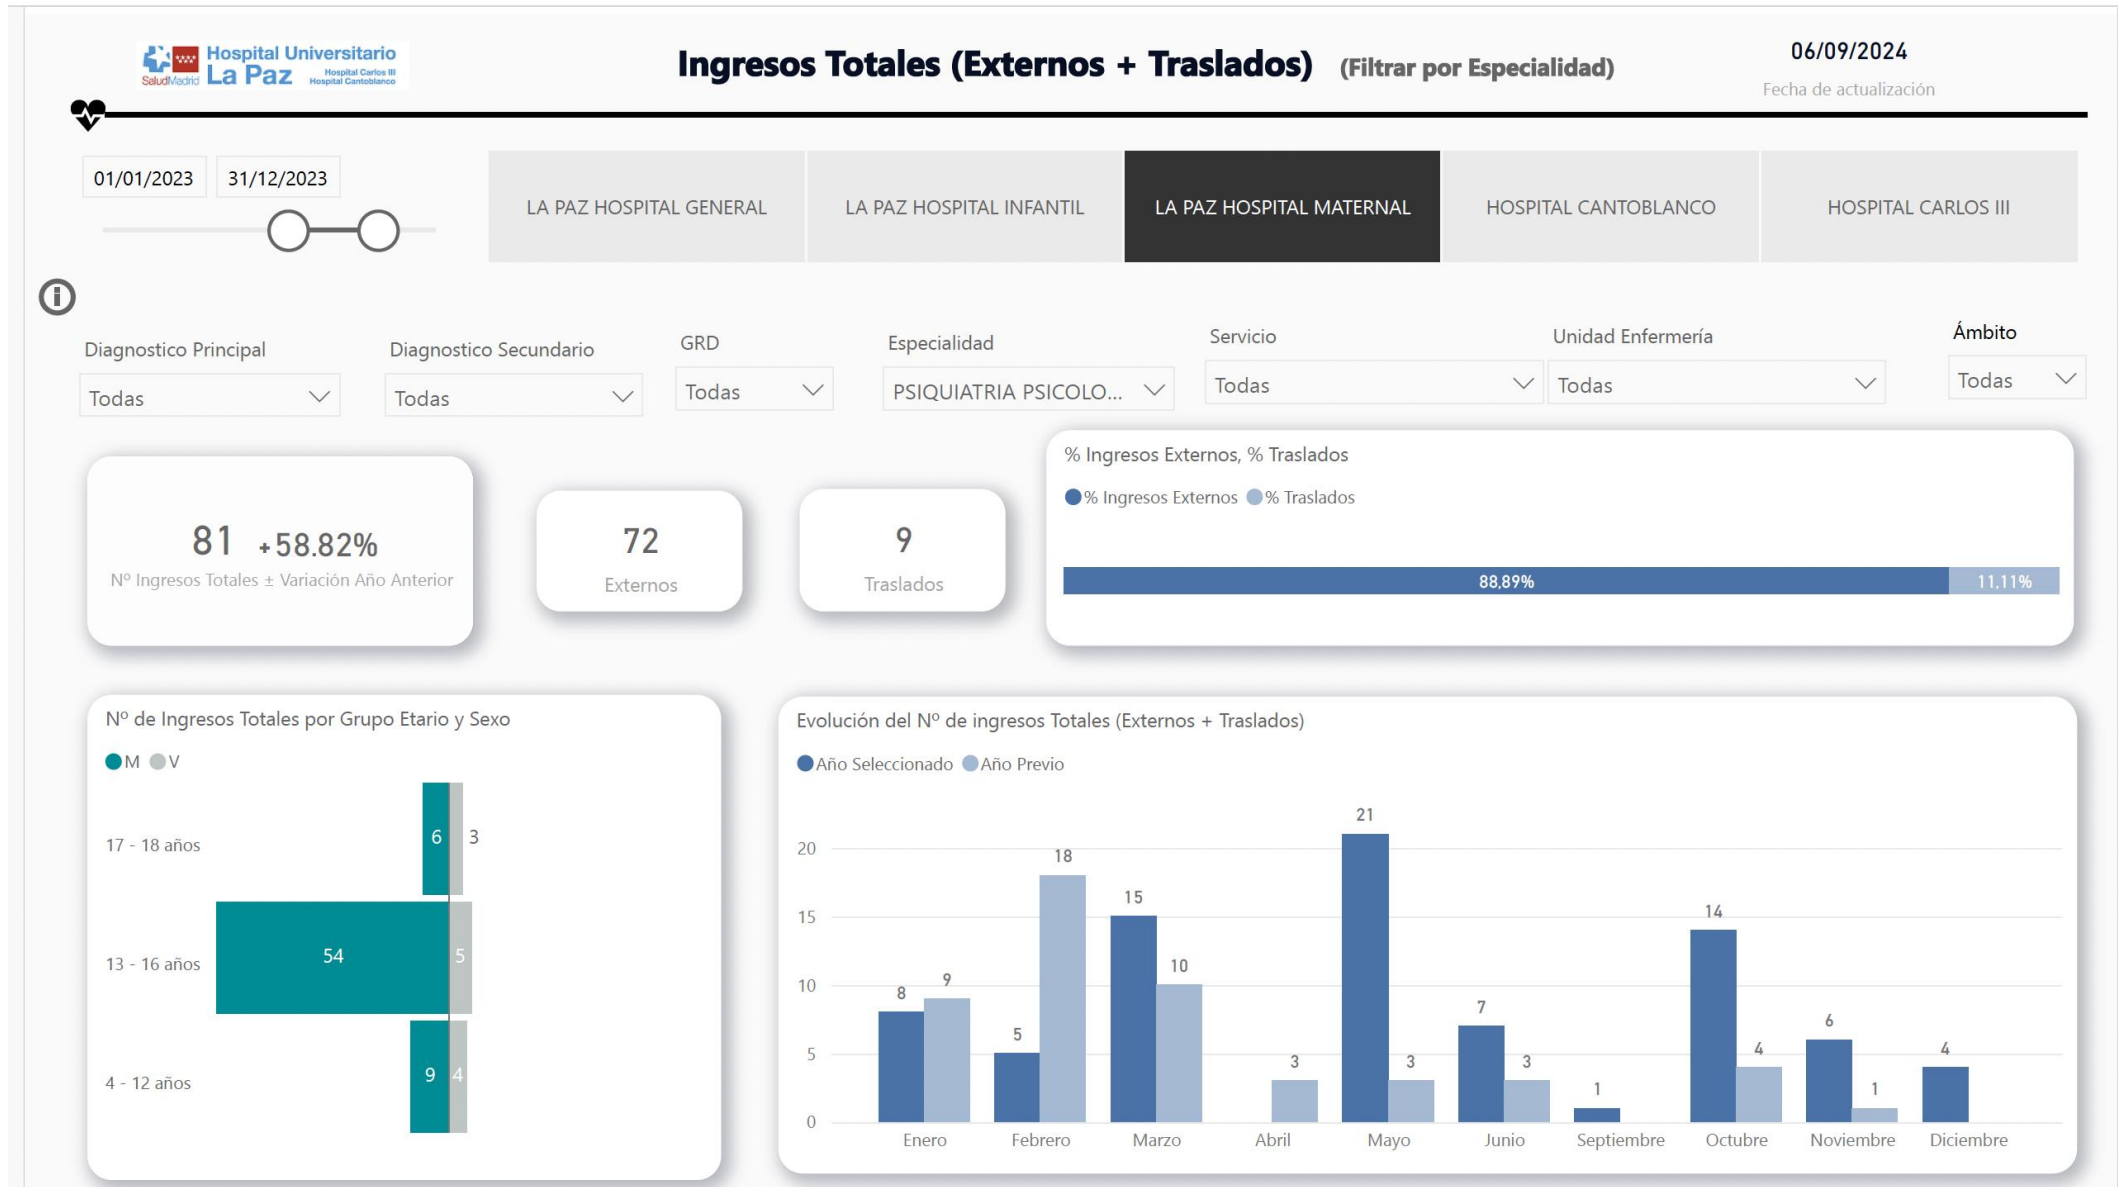 Hospital Universitario
La Paz
Hospital Carlos III
Hospital Cantoblanco
SaludMadrid
Ingresos Totales (Externos + Traslados) (Filtrar por Especialidad)
06/09/2024
Fecha de actualización
01/01/2023 31/12/2023
LA PAZ HOSPITAL GENERAL
LA PAZ HOSPITAL INFANTIL
LA PAZ HOSPITAL MATERNAL
HOSPITAL CANTOBLANCO
HOSPITAL CARLOS III
Diagnostico Principal
Todas
Diagnostico Secundario
Todas
GRD
Todas
Especialidad
PSIQUIATRIA PSICOLO...
Servicio
Todas
Unidad Enfermería
Todas
Ámbito
Todas
81 +58.82%
Nº Ingresos Totales ± Variación Año Anterior
72
Externos
9
Traslados
% Ingresos Externos, % Traslados
% Ingresos Externos % Traslados
88,89% 11,11%
Nº de Ingresos Totales por Grupo Etario y Sexo
M V
17 - 18 años 6 3
13 - 16 años 54 5
4 - 12 años 9 4
Evolución del Nº de ingresos Totales (Externos + Traslados)
Año Seleccionado Año Previo
20
15
10
5
0
8 9
5 18
15 10
3
21 3
7 3
1
14 4
6 1
4
Enero Febrero Marzo Abril Mayo Junio Septiembre Octubre Noviembre Diciembre